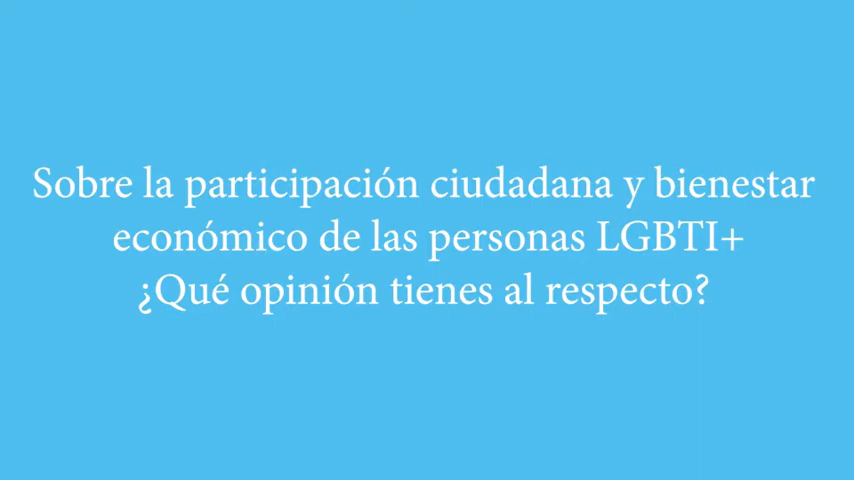 Sobre la participación ciudadana y bienestar
económico de las personas LGBTI+
¿Qué opinión tienes al respecto?